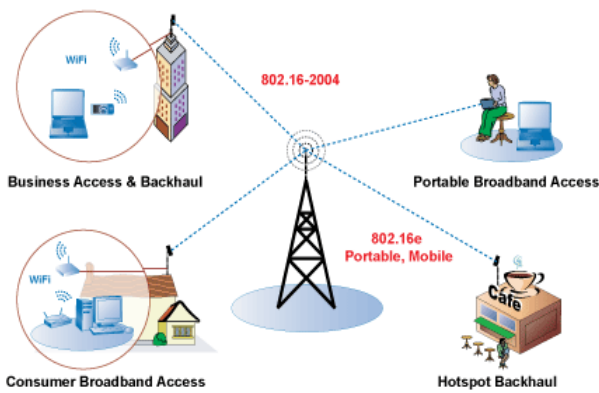 WiFi
802.16-2004
Business Access & Backhaul
Portable Broadband Access
802.16e
Portable, Mobile
WiFi
Cafe
Consumer Broadband Access
Hotspot Backhaul